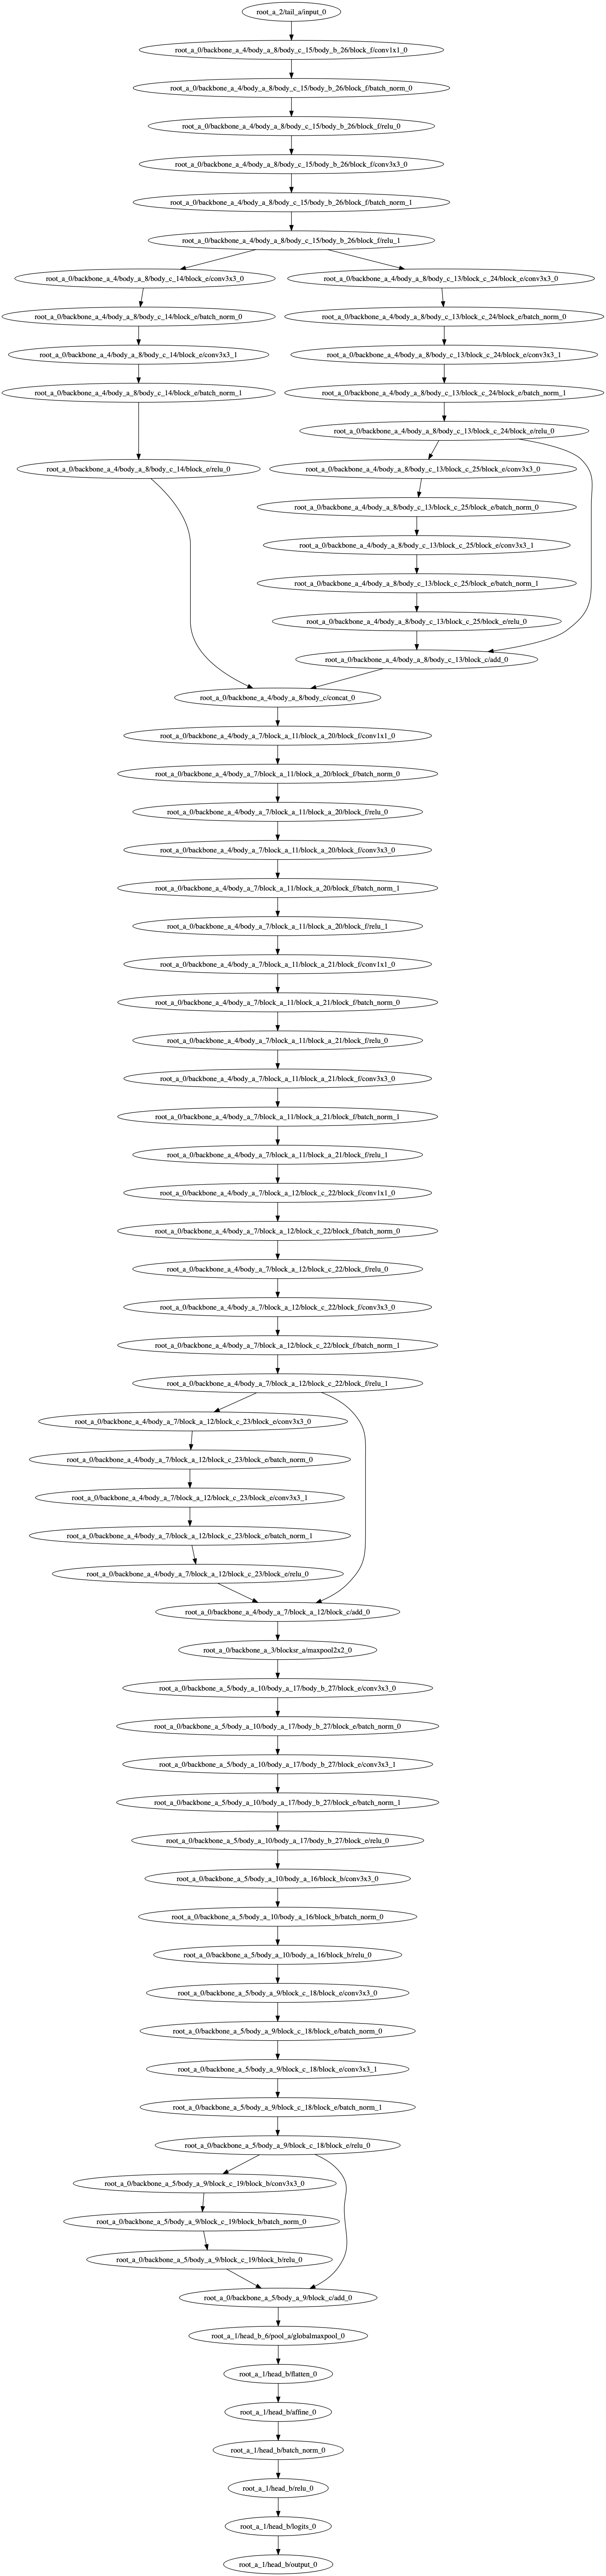 root_a_2/tail_a/input_0
root_a_0/backbone_a_4/body_a_8/body_c_15/body_b_26/block_f/conv1x1_0
root_a_0/backbone_a_4/body_a_8/body_c_15/body_b_26/block_f/batch_norm_0
root_a_0/backbone_a_4/body_a_8/body_c_15/body_b_26/block_f/relu_0
root_a_0/backbone_a_4/body_a_8/body_c_15/body_b_26/block_f/conv3x3_0
root_a_0/backbone_a_4/body_a_8/body_c_15/body_b_26/block_f/batch_norm_1
root_a_0/backbone_a_4/body_a_8/body_c_15/body_b_26/block_f/relu_1
root_a_0/backbone_a_4/body_a_8/body_c_14/block_e/conv3x3_0
root_a_0/backbone_a_4/body_a_8/body_c_13/block_c_24/block_e/conv3x3_0
root_a_0/backbone_a_4/body_a_8/body_c_14/block_e/batch_norm_0
root_a_0/backbone_a_4/body_a_8/body_c_13/block_c_24/block_e/batch_norm_0
root_a_0/backbone_a_4/body_a_8/body_c_14/block_e/conv3x3_1
root_a_0/backbone_a_4/body_a_8/body_c_13/block_c_24/block_e/conv3x3_1
root_a_0/backbone_a_4/body_a_8/body_c_14/block_e/batch_norm_1
root_a_0/backbone_a_4/body_a_8/body_c_13/block_c_24/block_e/batch_norm_1
root_a_0/backbone_a_4/body_a_8/body_c_13/block_c_24/block_e/relu_0
root_a_0/backbone_a_4/body_a_8/body_c_14/block_e/relu_0
root_a_0/backbone_a_4/body_a_8/body_c_13/block_c_25/block_e/conv3x3_0
root_a_0/backbone_a_4/body_a_8/body_c_13/block_c_25/block_e/batch_norm_0
root_a_0/backbone_a_4/body_a_8/body_c_13/block_c_25/block_e/conv3x3_1
root_a_0/backbone_a_4/body_a_8/body_c_13/block_c_25/block_e/batch_norm_1
root_a_0/backbone_a_4/body_a_8/body_c_13/block_c_25/block_e/relu_0
root_a_0/backbone_a_4/body_a_8/body_c_13/block_c/add_0
root_a_0/backbone_a_4/body_a_8/body_c/concat_0
root_a_0/backbone_a_4/body_a_7/block_a_11/block_a_20/block_f/conv1x1_0
root_a_0/backbone_a_4/body_a_7/block_a_11/block_a_20/block_f/batch_norm_0
root_a_0/backbone_a_4/body_a_7/block_a_11/block_a_20/block_f/relu_0
root_a_0/backbone_a_4/body_a_7/block_a_11/block_a_20/block_f/conv3x3_0
root_a_0/backbone_a_4/body_a_7/block_a_11/block_a_20/block_f/batch_norm_1
root_a_0/backbone_a_4/body_a_7/block_a_11/block_a_20/block_f/relu_1
root_a_0/backbone_a_4/body_a_7/block_a_11/block_a_21/block_f/conv1x1_0
root_a_0/backbone_a_4/body_a_7/block_a_11/block_a_21/block_f/batch_norm_0
root_a_0/backbone_a_4/body_a_7/block_a_11/block_a_21/block_f/relu_0
root_a_0/backbone_a_4/body_a_7/block_a_11/block_a_21/block_f/conv3x3_0
root_a_0/backbone_a_4/body_a_7/block_a_11/block_a_21/block_f/batch_norm_1
root_a_0/backbone_a_4/body_a_7/block_a_11/block_a_21/block_f/relu_1
root_a_0/backbone_a_4/body_a_7/block_a_12/block_c_22/block_f/conv1x1_0
root_a_0/backbone_a_4/body_a_7/block_a_12/block_c_22/block_f/batch_norm_0
root_a_0/backbone_a_4/body_a_7/block_a_12/block_c_22/block_f/relu_0
root_a_0/backbone_a_4/body_a_7/block_a_12/block_c_22/block_f/conv3x3_0
root_a_0/backbone_a_4/body_a_7/block_a_12/block_c_22/block_f/batch_norm_1
root_a_0/backbone_a_4/body_a_7/block_a_12/block_c_22/block_f/relu_1
root_a_0/backbone_a_4/body_a_7/block_a_12/block_c_23/block_e/conv3x3_0
root_a_0/backbone_a_4/body_a_7/block_a_12/block_c_23/block_e/batch_norm_0
root_a_0/backbone_a_4/body_a_7/block_a_12/block_c_23/block_e/conv3x3_1
root_a_0/backbone_a_4/body_a_7/block_a_12/block_c_23/block_e/batch_norm_1
root_a_0/backbone_a_4/body_a_7/block_a_12/block_c_23/block_e/relu_0
root_a_0/backbone_a_4/body_a_7/block_a_12/block_c/add_0
root_a_0/backbone_a_3/blocksr_a/maxpool2x2_0
root_a_0/backbone_a_5/body_a_10/body_a_17/body_b_27/block_e/conv3x3_0
root_a_0/backbone_a_5/body_a_10/body_a_17/body_b_27/block_e/batch_norm_0
root_a_0/backbone_a_5/body_a_10/body_a_17/body_b_27/block_e/conv3x3_1
root_a_0/backbone_a_5/body_a_10/body_a_17/body_b_27/block_e/batch_norm_1
root_a_0/backbone_a_5/body_a_10/body_a_17/body_b_27/block_e/relu_0
root_a_0/backbone_a_5/body_a_10/body_a_16/block_b/conv3x3_0
root_a_0/backbone_a_5/body_a_10/body_a_16/block_b/batch_norm_0
root_a_0/backbone_a_5/body_a_10/body_a_16/block_b/relu_0
root_a_0/backbone_a_5/body_a_9/block_c_18/block_e/conv3x3_0
root_a_0/backbone_a_5/body_a_9/block_c_18/block_e/batch_norm_0
root_a_0/backbone_a_5/body_a_9/block_c_18/block_e/conv3x3_1
root_a_0/backbone_a_5/body_a_9/block_c_18/block_e/batch_norm_1
root_a_0/backbone_a_5/body_a_9/block_c_18/block_e/relu_0
root_a_0/backbone_a_5/body_a_9/block_c_19/block_b/conv3x3_0
root_a_0/backbone_a_5/body_a_9/block_c_19/block_b/batch_norm_0
root_a_0/backbone_a_5/body_a_9/block_c_19/block_b/relu_0
root_a_0/backbone_a_5/body_a_9/block_c/add_0
root_a_1/head_b_6/pool_a/globalmaxpool_0
root_a_1/head_b/flatten_0
root_a_1/head_b/affine_0
root_a_1/head_b/batch_norm_0
root_a_1/head_b/relu_0
root_a_1/head_b/logits_0
root_a_1/head_b/output_0